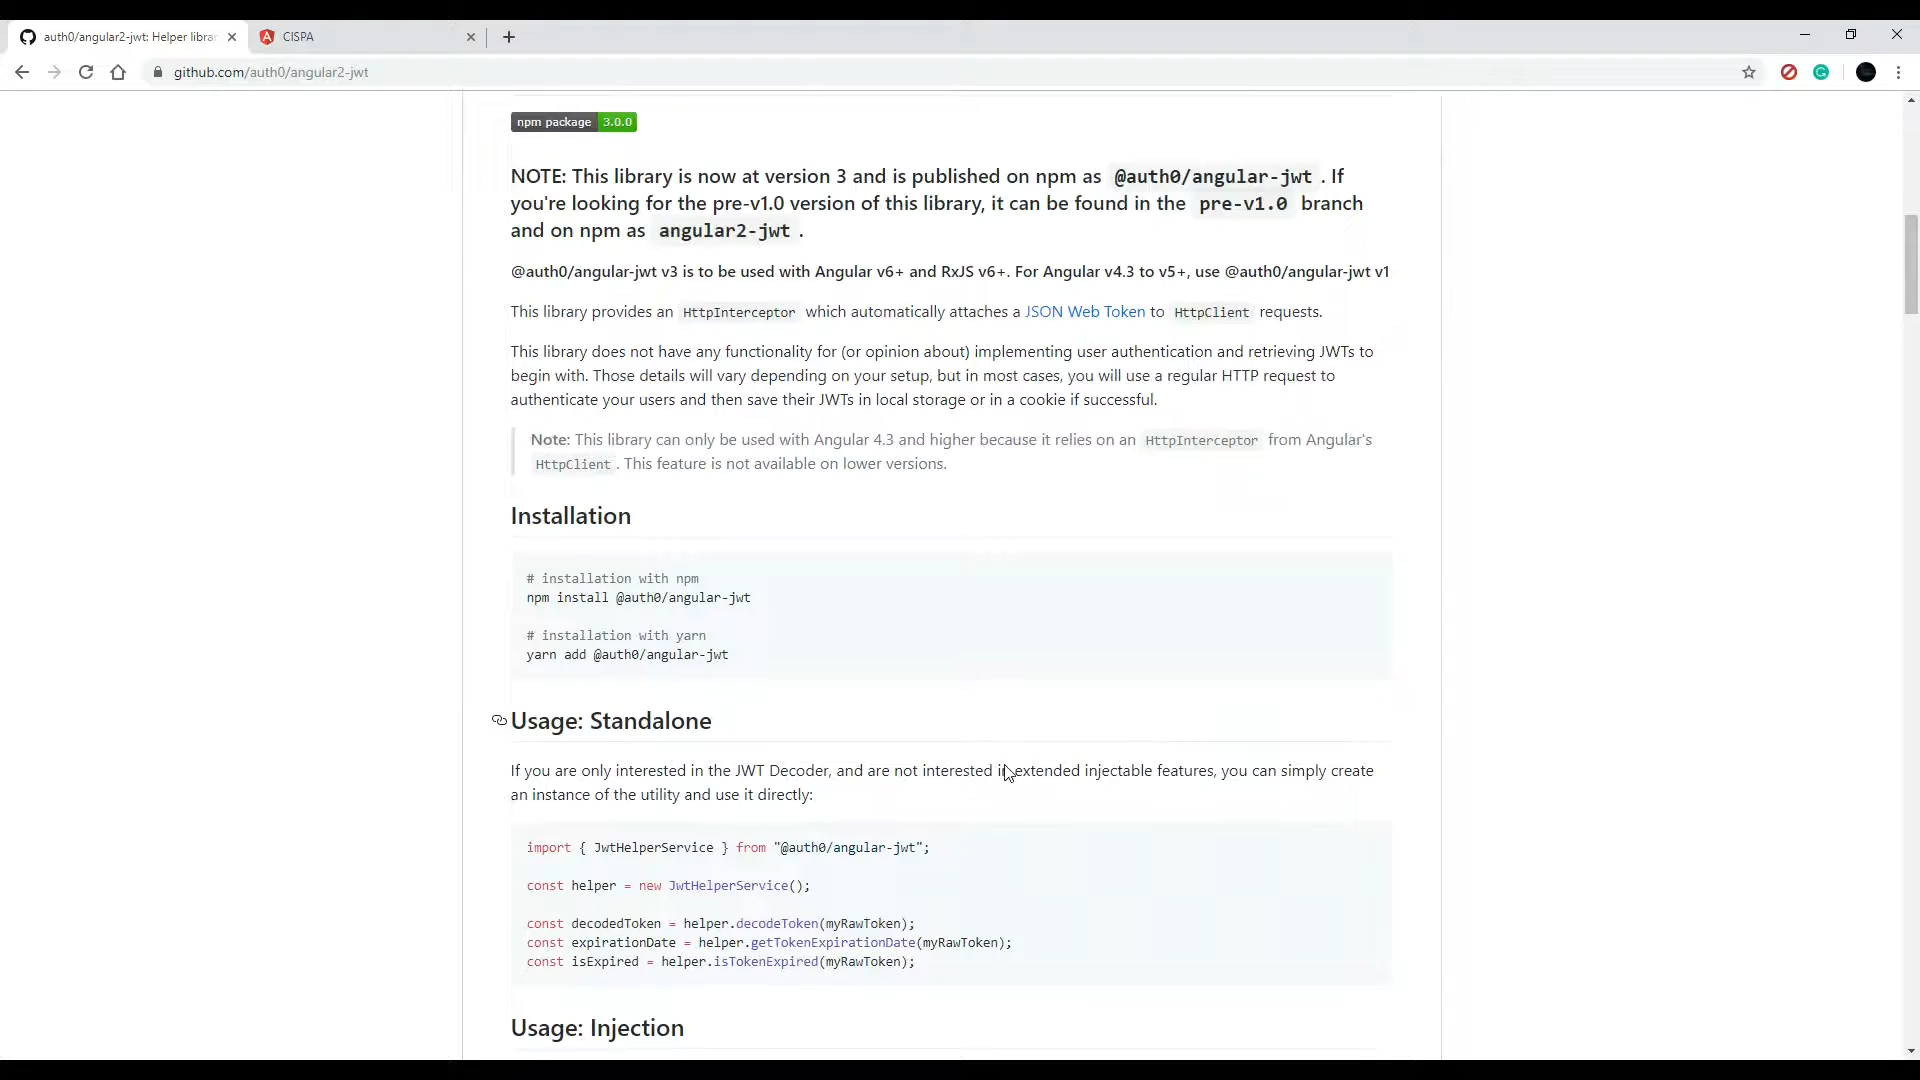 auth0/angular2-jwt: Helper librar
CISPA
github.com/auth0/angular2-jwt
npm package 3.0.0
NOTE: This library is now at version 3 and is published on npm as @auth0/angular-jwt . If
you're looking for the pre-v1.0 version of this library, it can be found in the pre-v1.0 branch
and on npm as angular2-jwt .
@auth0/angular-jwt v3 is to be used with Angular v6+ and RxJS v6+. For Angular v4.3 to v5+, use @auth0/angular-jwt v1
This library provides an HttpInterceptor which automatically attaches a JSON Web Token to HttpClient requests.
This library does not have any functionality for (or opinion about) implementing user authentication and retrieving JWTs to
begin with. Those details will vary depending on your setup, but in most cases, you will use a regular HTTP request to
authenticate your users and then save their JWTs in local storage or in a cookie if successful.
Note: This library can only be used with Angular 4.3 and higher because it relies on an HttpInterceptor from Angular's
HttpClient . This feature is not available on lower versions.
Installation
# installation with npm
npm install @auth0/angular-jwt
# installation with yarn
yarn add @auth0/angular-jwt
Usage: Standalone
If you are only interested in the JWT Decoder, and are not interested in extended injectable features, you can simply create
an instance of the utility and use it directly:
import { JwtHelperService } from "@auth0/angular-jwt";
const helper = new JwtHelperService();
const decodedToken = helper.decodeToken(myRawToken);
const expirationDate = helper.getTokenExpirationDate(myRawToken);
const isExpired = helper.isTokenExpired(myRawToken);
Usage: Injection